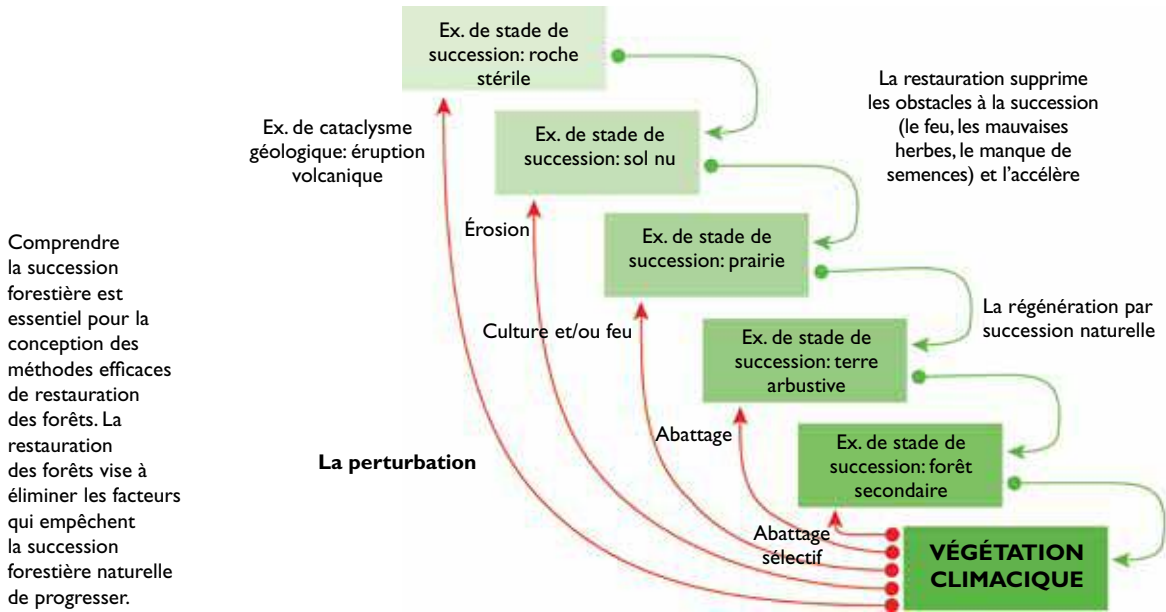 Comprendre
la succession
forestière est
essentiel pour la
conception des
méthodes efficaces
de restauration
des forêts. La
restauration
des forêts vise à
éliminer les facteurs
qui empêchent
la succession
forestière naturelle
de progresser.
Ex. de stade de
succession: roche
stérile
Ex. de cataclysme
géologique: éruption
volcanique
Ex. de stade de
succession: sol nu
La restauration supprime
les obstacles à la succession
(le feu, les mauvaises
herbes, le manque de
semences) et l'accélère
Érosion
Ex. de stade de
succession: prairie
Culture et/ou feu
La régénération par
succession naturelle
Ex. de stade de
succession: terre
arbustive
Abattage
La perturbation
Ex. de stade de
succession: forêt
secondaire
Abattage
sélectif
VÉGÉTATION
CLIMACIQUE